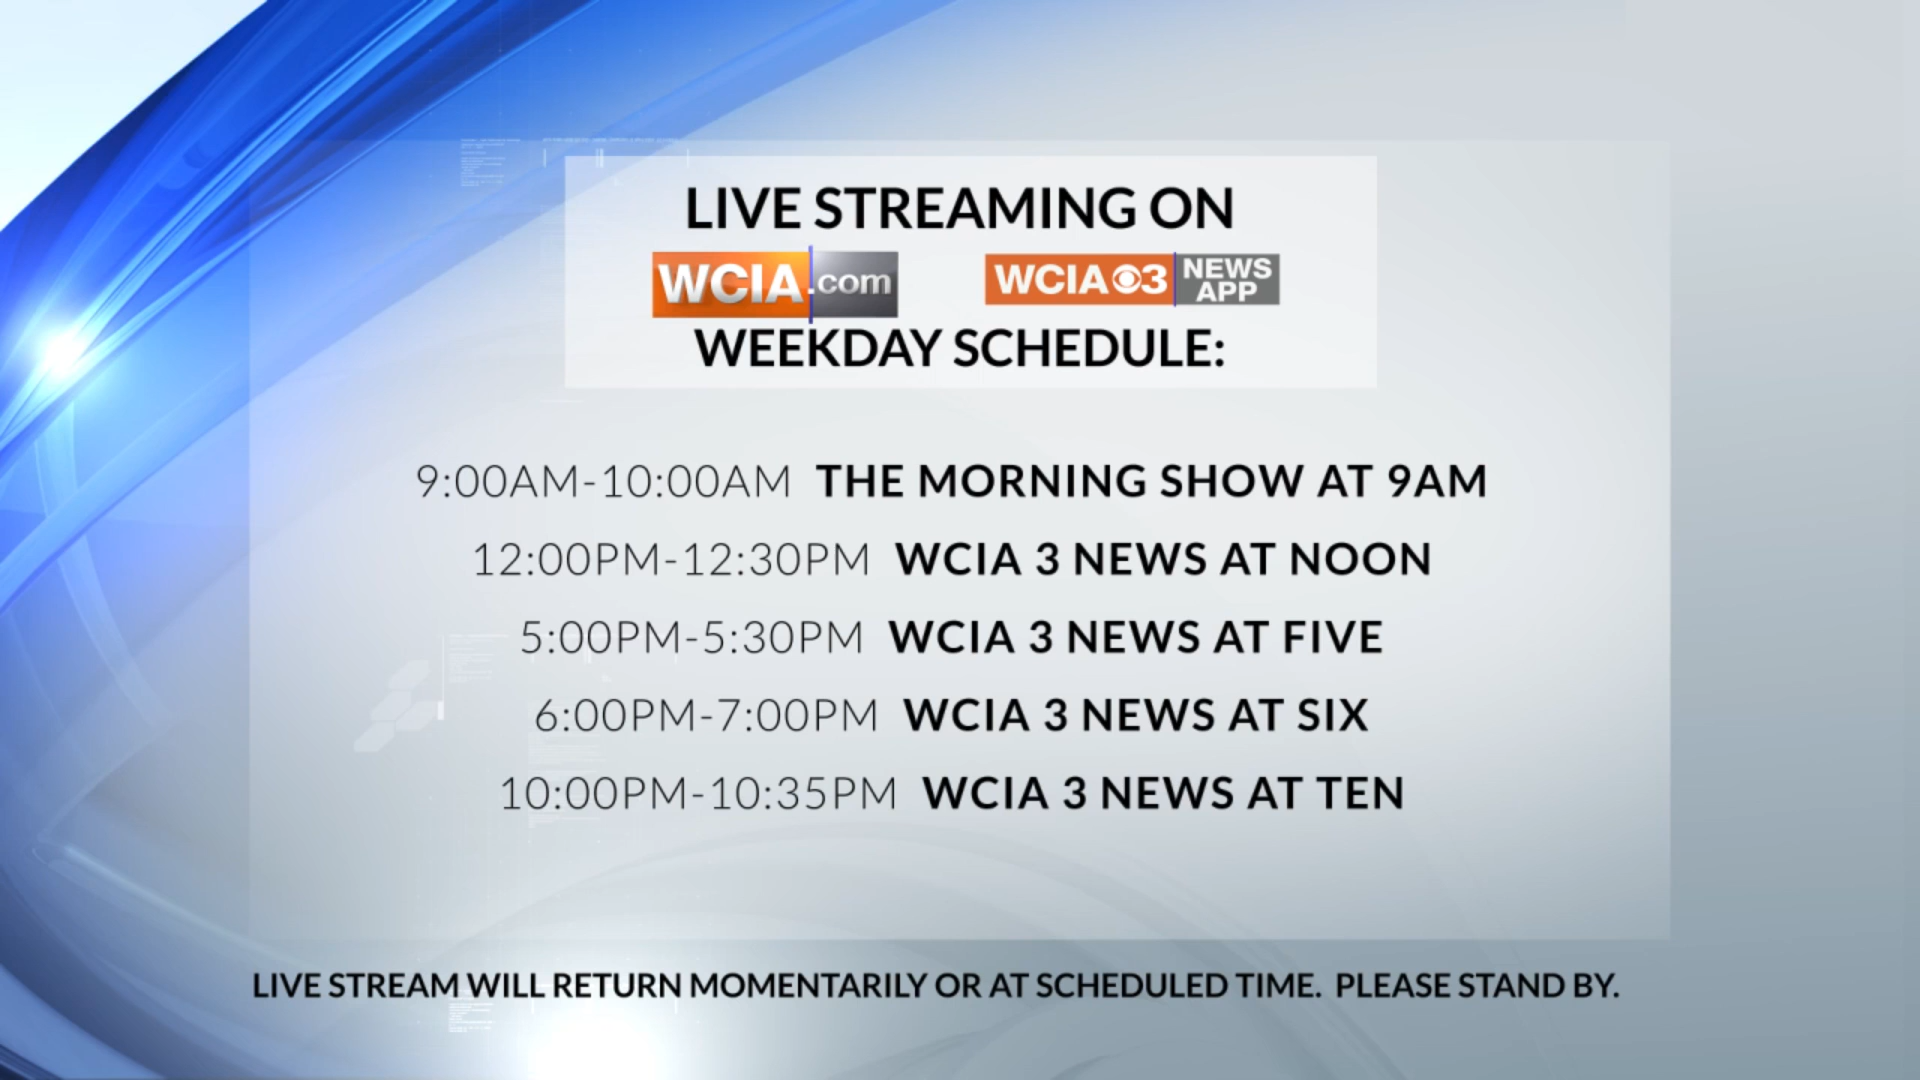 LIVE STREAMING ON
WCIA.com WCIA 3 NEWS APP
WEEKDAY SCHEDULE:
9:00AM-10:00AM THE MORNING SHOW AT 9AM
12:00PM-12:30PM WCIA 3 NEWS AT NOON
5:00PM-5:30PM WCIA 3 NEWS AT FIVE
6:00PM-7:00PM WCIA 3 NEWS AT SIX
10:00PM-10:35PM WCIA 3 NEWS AT TEN
LIVE STREAM WILL RETURN MOMENTARILY OR AT SCHEDULED TIME. PLEASE STAND BY.